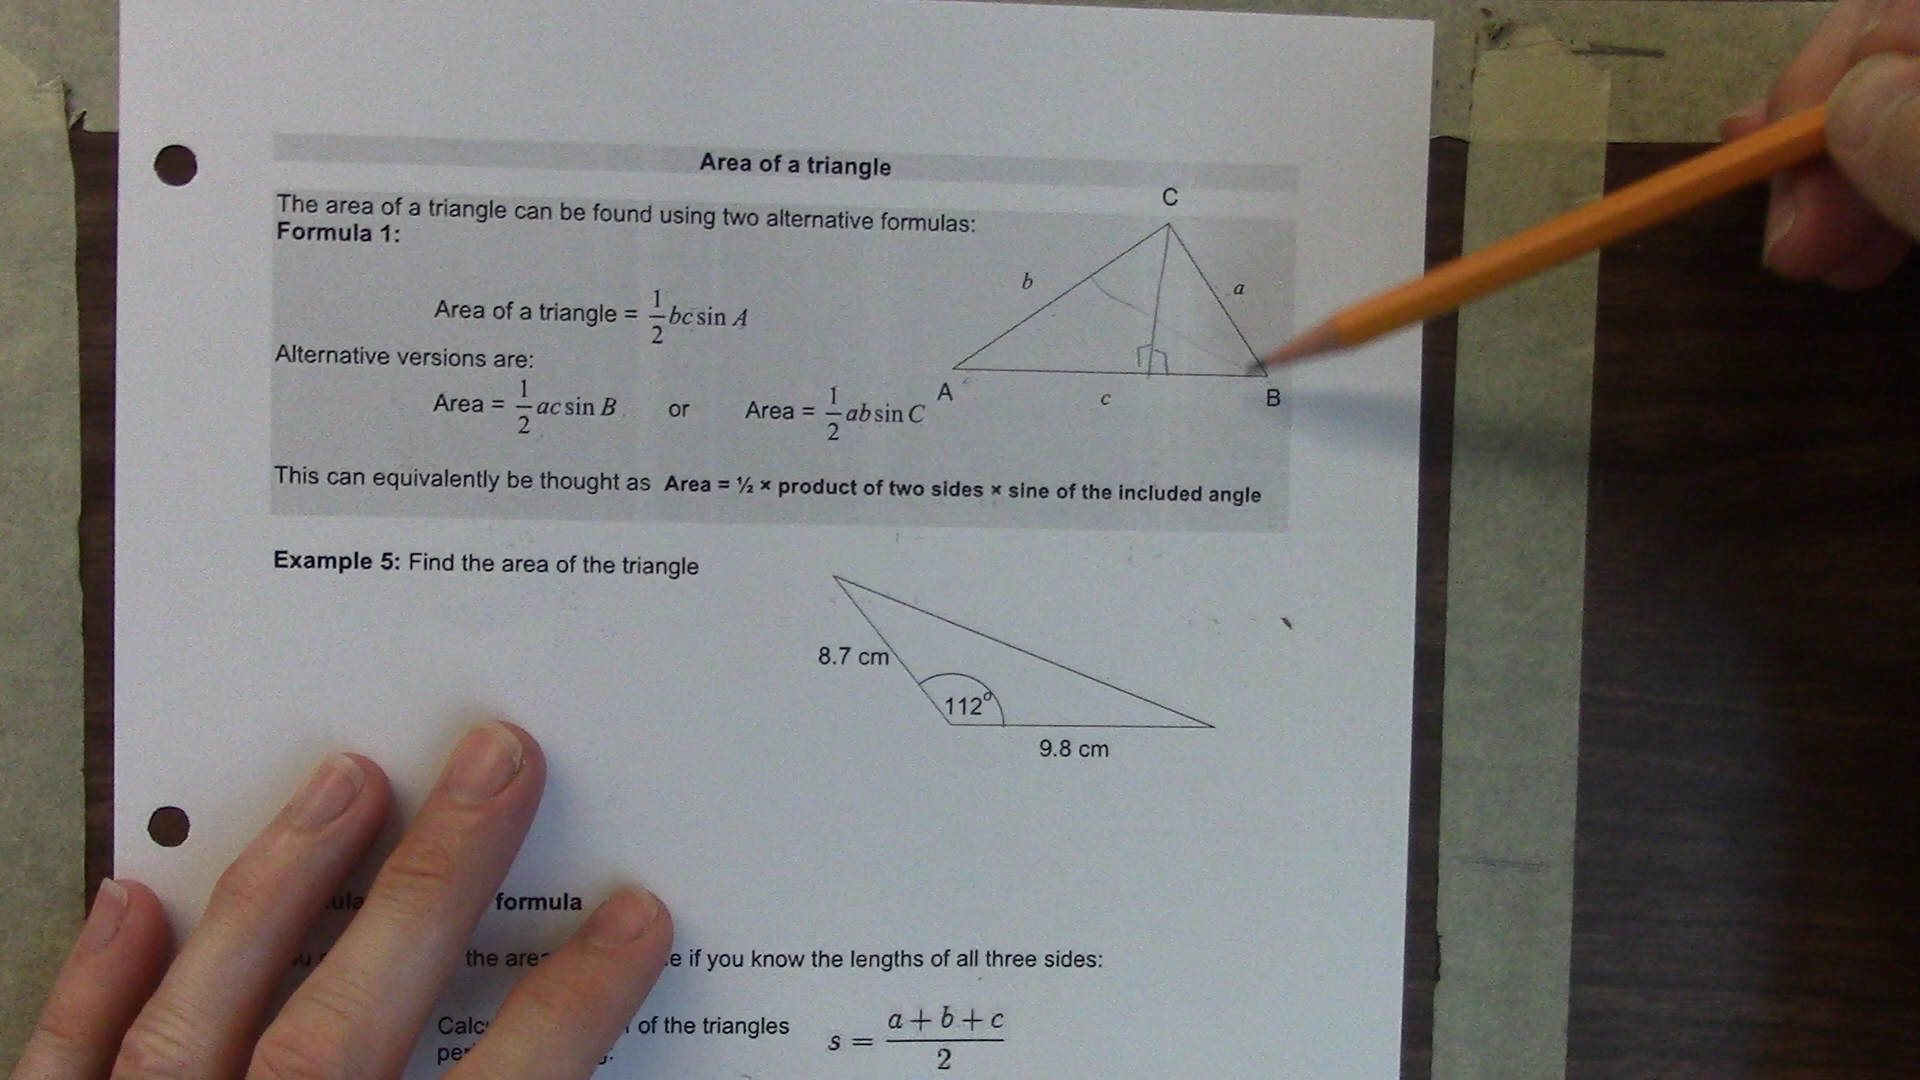 Area of a triangle
The area of a triangle can be found using two alternative formulas:
Formula 1:
Area of a triangle = 1/2 bc sin A
Alternative versions are:
Area = 1/2 ac sin B or Area = 1/2 ab sin C
This can equivalently be thought as Area = ½ × product of two sides × sine of the included angle
C
b
a
A
c
B
Example 5: Find the area of the triangle
8.7 cm
112°
9.8 cm
formula
the if you know the lengths of all three sides:
of the triangles
s = a + b + c / 2